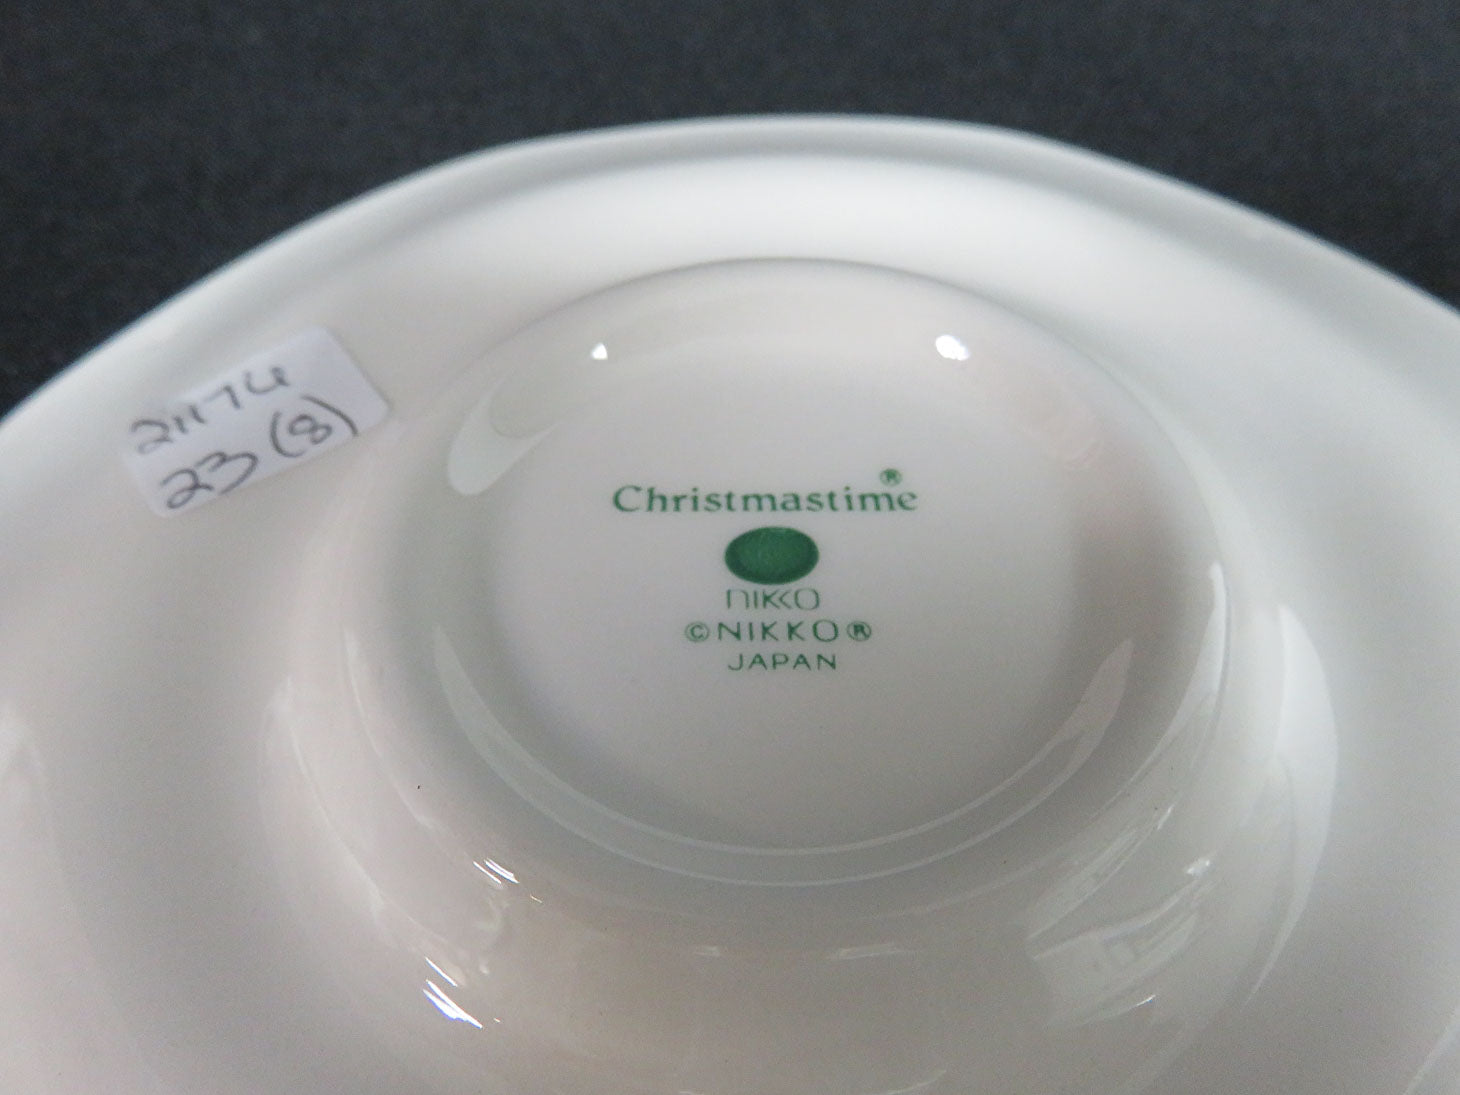 21174
23 (8)
Christmastime®
nikko
©NIKKO®
JAPAN